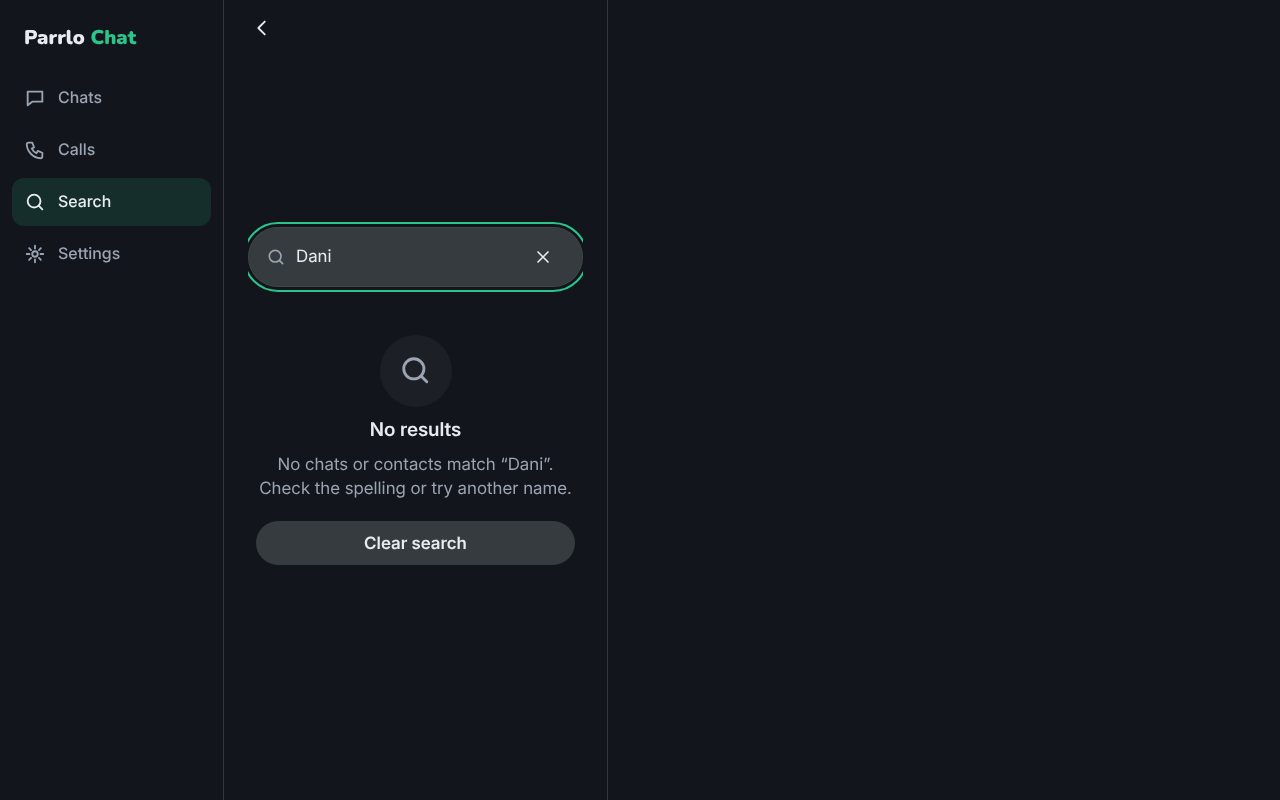 Parrlo Chat
Chats
Calls
Search
Settings
Dani
No results
No chats or contacts match “Dani”.
Check the spelling or try another name.
Clear search